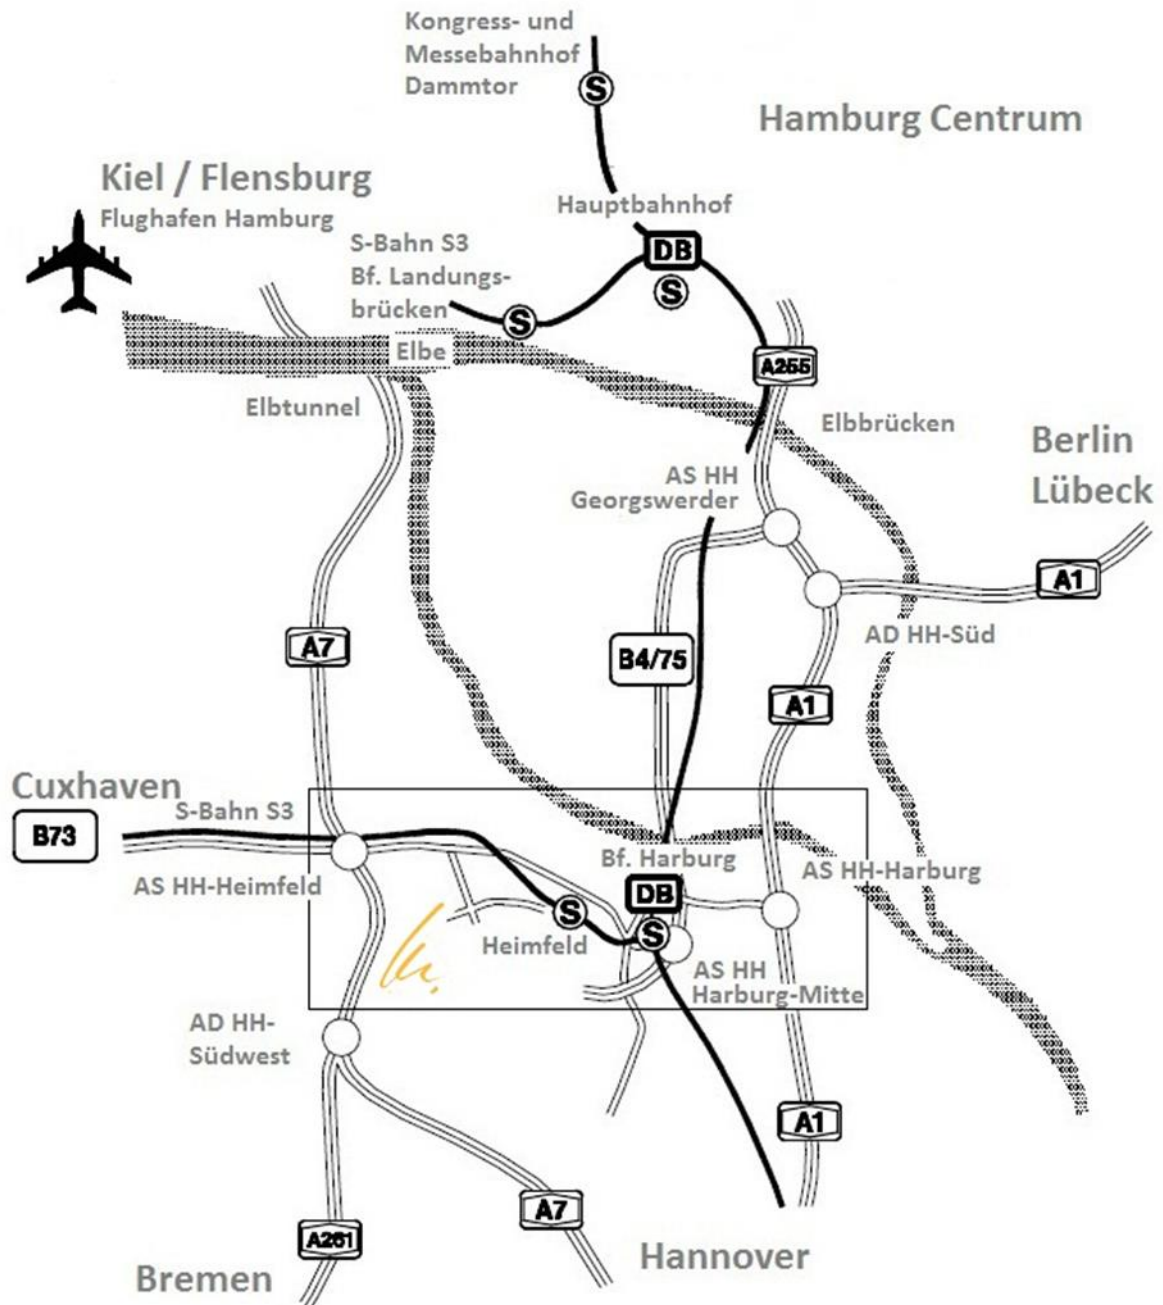 Kongress- und
Messebahnhof
Dammtor
S
Hamburg Centrum
Kiel / Flensburg
Flughafen Hamburg
Hauptbahnhof
DB
S
S-Bahn S3
Bf. Landungs-
brücken
S
Elbe
A255
Elbtunnel
Elbbrücken
Berlin
Lübeck
AS HH
Georgswerder
A1
AD HH-Süd
A7
B4/75
A1
Cuxhaven
S-Bahn S3
B73
Bf. Harburg
AS HH-Heimfeld
AS HH-Harburg
DB
S
S
Heimfeld
AS HH
Harburg-Mitte
AD HH-
Südwest
A1
A7
A261
Hannover
Bremen